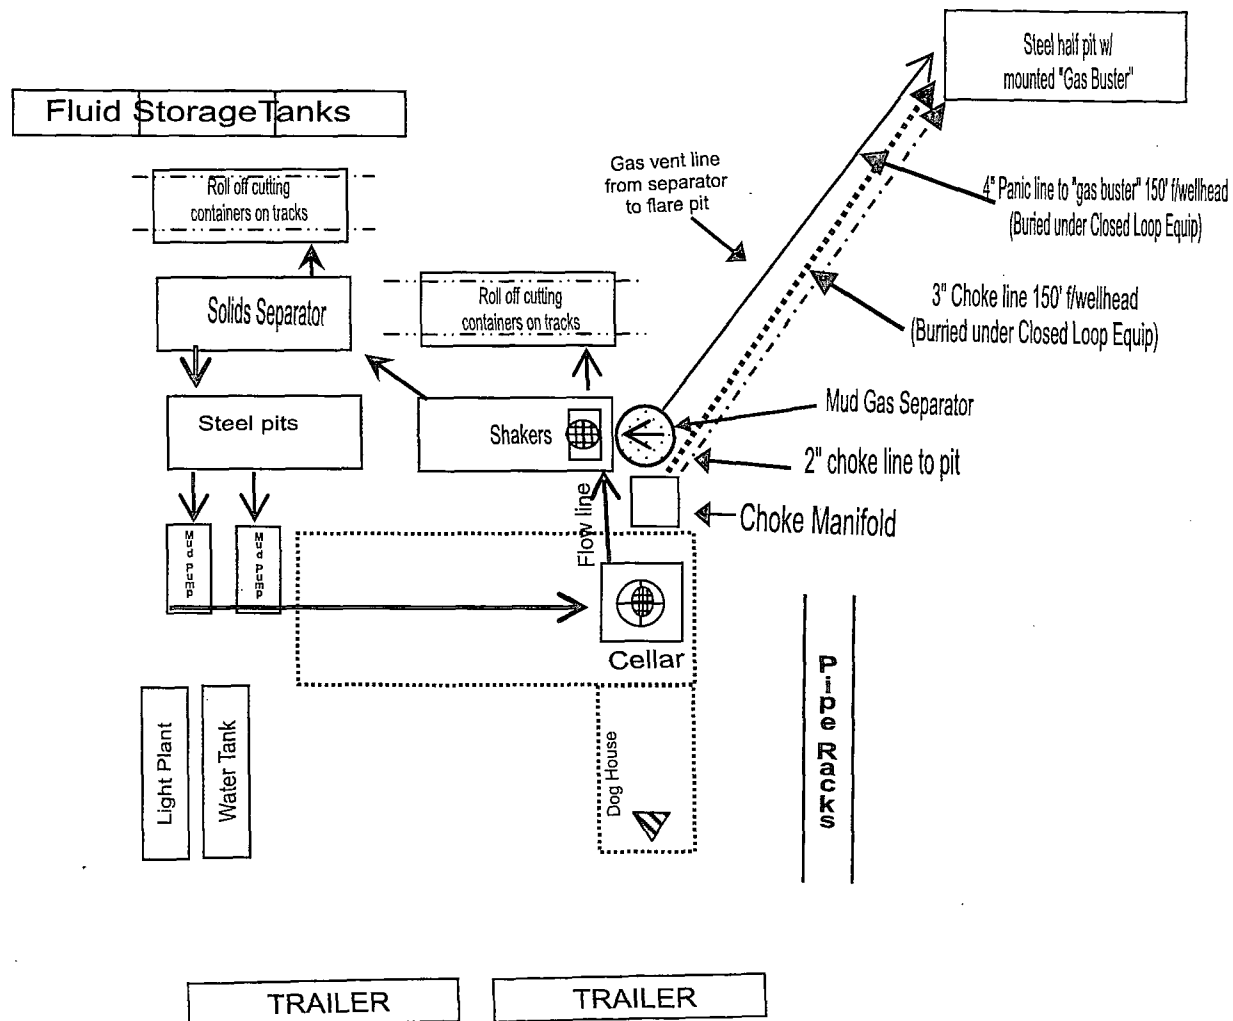 Steel half pit w/
mounted "Gas Buster"
Fluid Storage Tanks
Gas vent line
from separator
to flare pit
Roll off cutting
containers on tracks
4" Panic line to "gas buster" 150' f/wellhead
(Buried under Closed Loop Equip)
Solids Separator
Roll off cutting
containers on tracks
3" Choke line 150' f/wellhead
(Burried under Closed Loop Equip)
Steel pits
Shakers
Mud Gas Separator
2" choke line to pit
Flow line
Choke Manifold
Mud Pump
Mud Pump
Cellar
Pipe Racks
Light Plant
Water Tank
Dog House
TRAILER
TRAILER